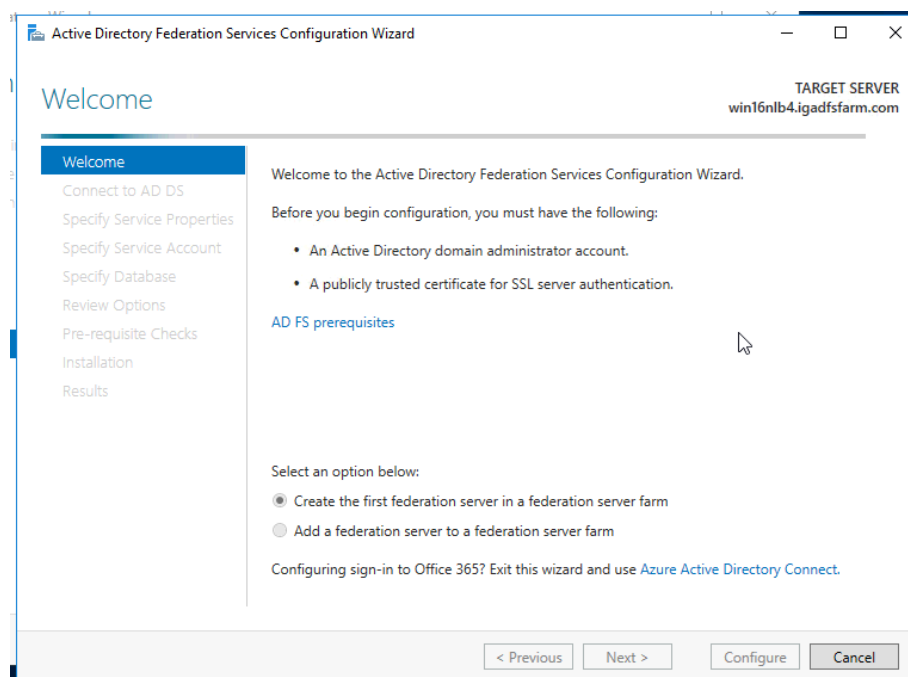 Active Directory Federation Services Configuration Wizard
Welcome
TARGET SERVER
win16nlb4.igadfsfarm.com
Welcome
Connect to AD DS
Specify Service Properties
Specify Service Account
Specify Database
Review Options
Pre-requisite Checks
Installation
Results
Welcome to the Active Directory Federation Services Configuration Wizard.
Before you begin configuration, you must have the following:
• An Active Directory domain administrator account.
• A publicly trusted certificate for SSL server authentication.
AD FS prerequisites
Select an option below:
Create the first federation server in a federation server farm
Add a federation server to a federation server farm
Configuring sign-in to Office 365? Exit this wizard and use Azure Active Directory Connect.
< Previous
Next >
Configure
Cancel